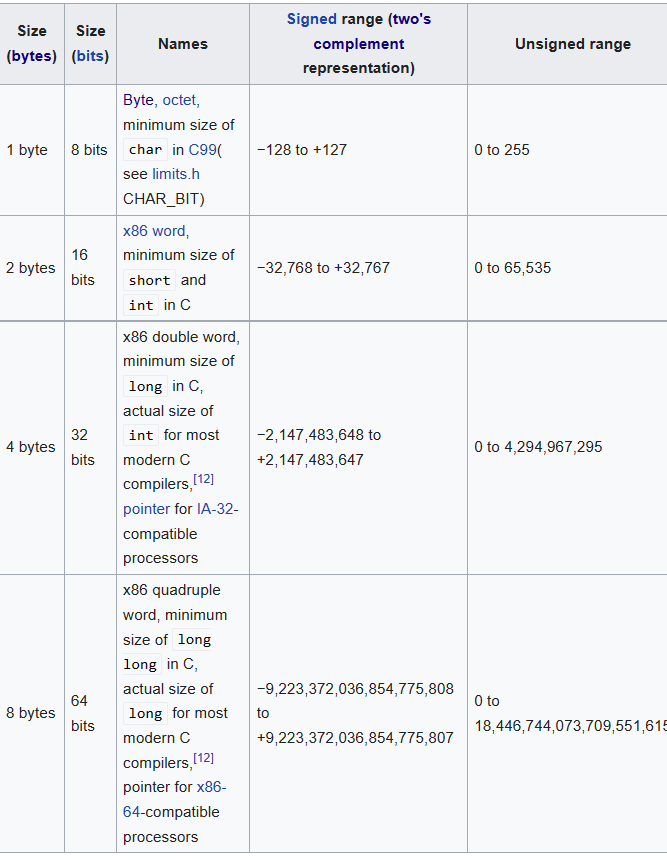 Size (bytes)
Size (bits)
Names
Signed range (two's complement representation)
Unsigned range
1 byte
8 bits
Byte, octet,
minimum size of
char in C99(
see limits.h
CHAR_BIT)
−128 to +127
0 to 255
2 bytes
16
bits
x86 word,
minimum size of
short and
int in C
−32,768 to +32,767
0 to 65,535
4 bytes
32
bits
x86 double word,
minimum size of
long in C,
actual size of
int for most
modern C
compilers,[12]
pointer for IA-32-
compatible
processors
−2,147,483,648 to
+2,147,483,647
0 to 4,294,967,295
8 bytes
64
bits
x86 quadruple
word, minimum
size of long
long in C,
actual size of
long for most
modern C
compilers,[12]
pointer for x86-
64-compatible
processors
−9,223,372,036,854,775,808
to
+9,223,372,036,854,775,807
0 to
18,446,744,073,709,551,615